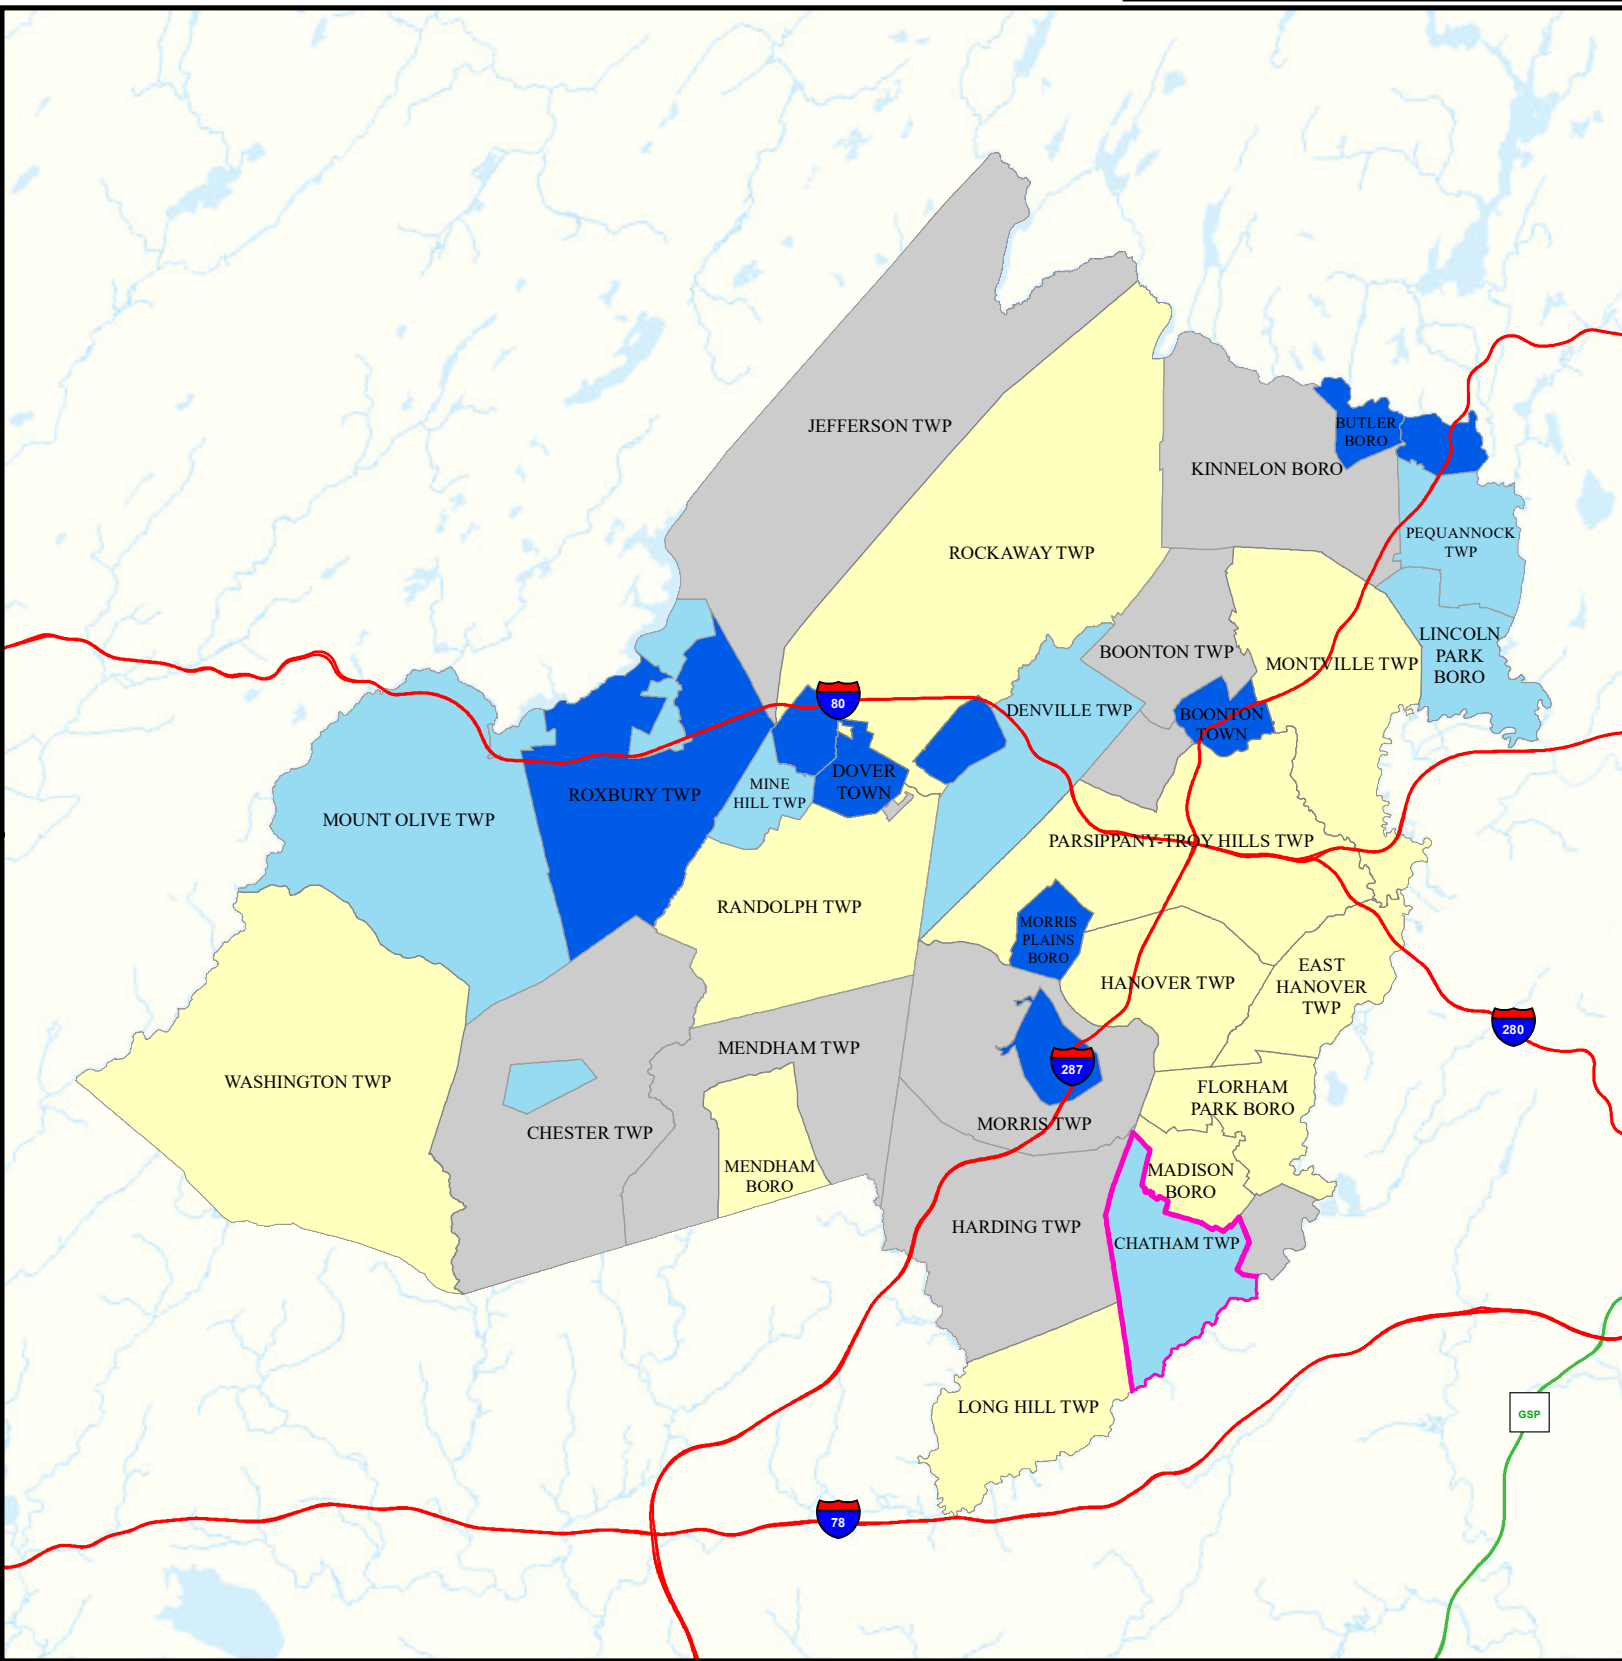 JEFFERSON TWP
BUTLER
BORO
KINNELON BORO
PEQUANNOCK
TWP
ROCKAWAY TWP
LINCOLN
PARK
BORO
BOONTON TWP
MONTVILLE TWP
80
DENVILLE TWP
BOONTON
TOWN
DOVER
TOWN
MINE
HILL TWP
ROXBURY TWP
MOUNT OLIVE TWP
PARSIPPANY-TROY HILLS TWP
RANDOLPH TWP
MORRIS
PLAINS
BORO
EAST
HANOVER
TWP
HANOVER TWP
280
MENDHAM TWP
287
WASHINGTON TWP
FLORHAM
PARK BORO
MORRIS TWP
CHESTER TWP
MENDHAM
BORO
MADISON
BORO
HARDING TWP
CHATHAM TWP
LONG HILL TWP
GSP
78